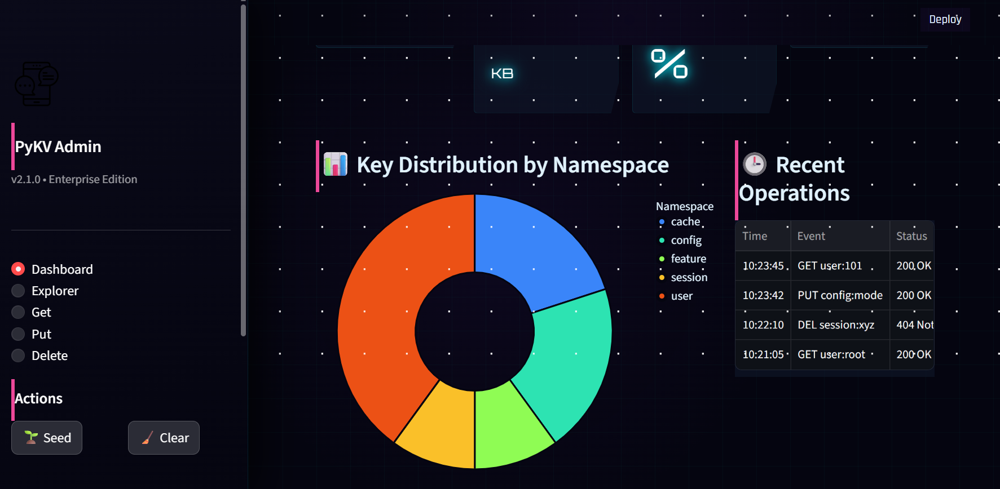 Deploy
KB
%
PyKV Admin
v2.1.0 • Enterprise Edition
Dashboard
Explorer
Get
Put
Delete
Actions
Seed
Clear
Key Distribution by Namespace
Namespace
cache
config
feature
session
user
Recent
Operations
Time Event Status
10:23:45 GET user:101 200 OK
10:23:42 PUT config:mode 200 OK
10:22:10 DEL session:xyz 404 Not
10:21:05 GET user:root 200 OK